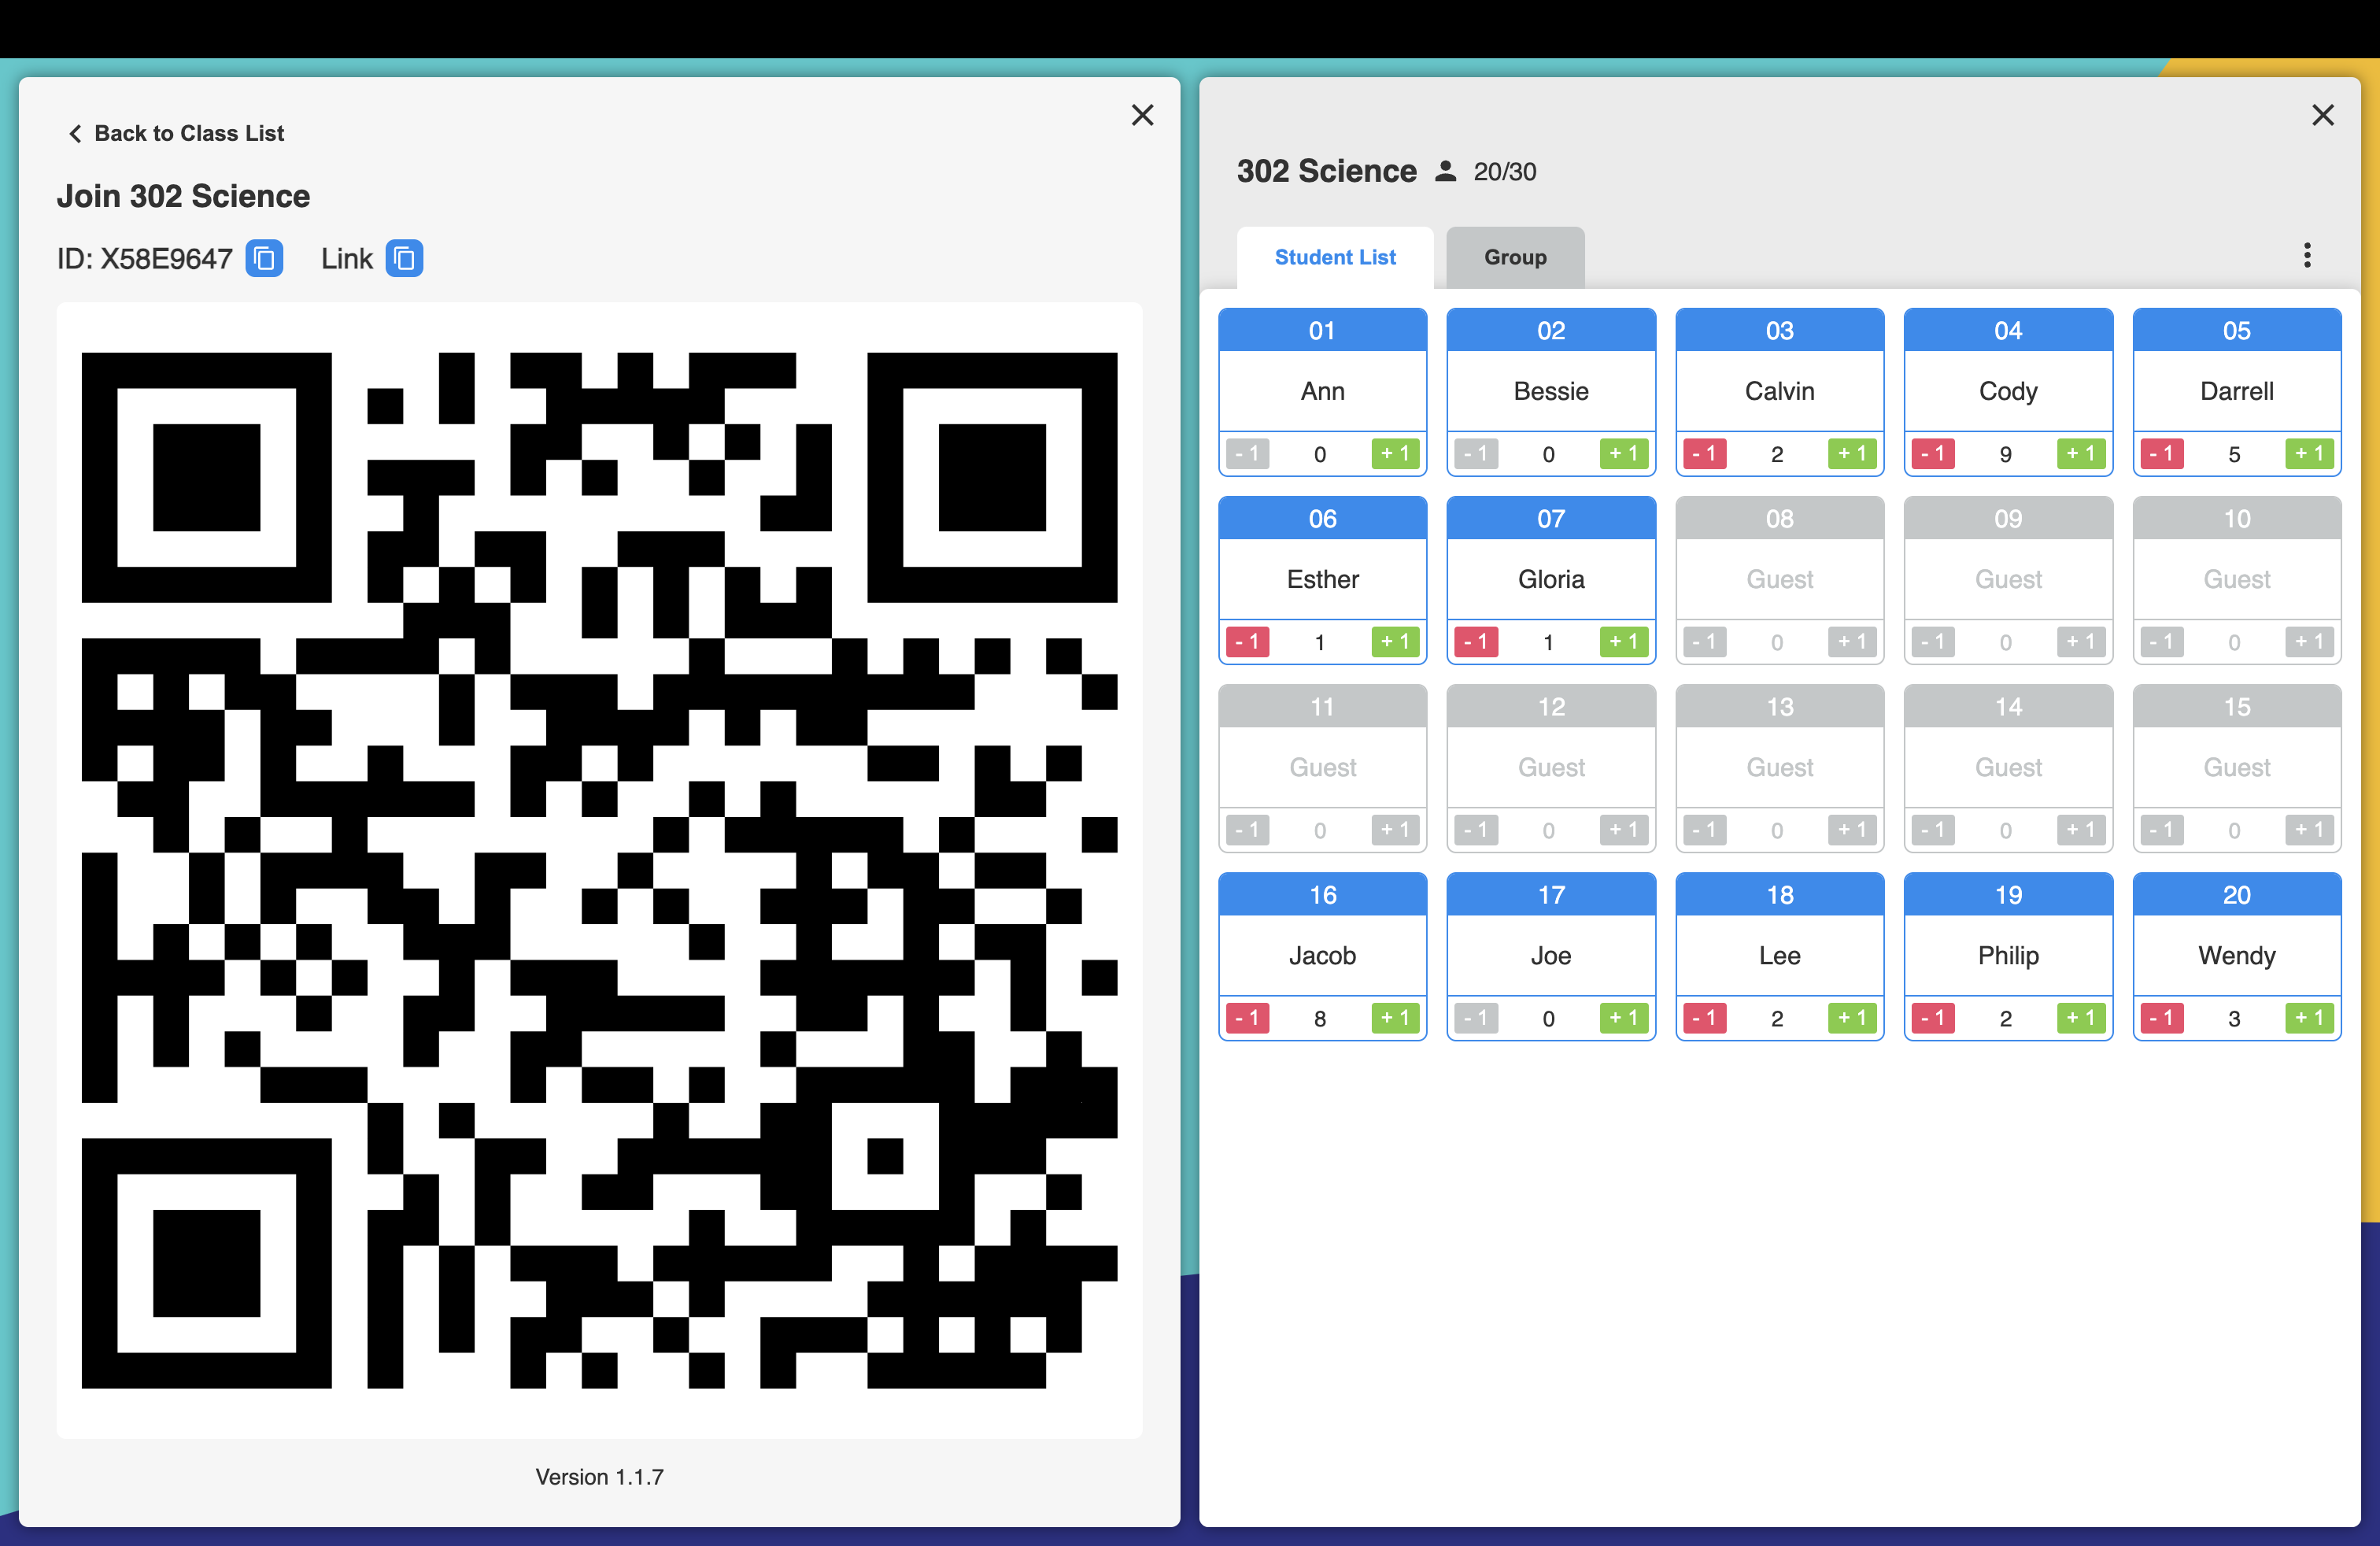 Back to Class List
Join 302 Science
ID: X58E9647 Link
Version 1.1.7
302 Science 20/30
Student List Group
01 02 03 04 05
Ann Bessie Calvin Cody Darrell
- 1 0 + 1 - 1 0 + 1 - 1 2 + 1 - 1 9 + 1 - 1 5 + 1
06 07 08 09 10
Esther Gloria Guest Guest Guest
- 1 1 + 1 - 1 1 + 1 - 1 0 + 1 - 1 0 + 1 - 1 0 + 1
11 12 13 14 15
Guest Guest Guest Guest Guest
- 1 0 + 1 - 1 0 + 1 - 1 0 + 1 - 1 0 + 1 - 1 0 + 1
16 17 18 19 20
Jacob Joe Lee Philip Wendy
- 1 8 + 1 - 1 0 + 1 - 1 2 + 1 - 1 2 + 1 - 1 3 + 1